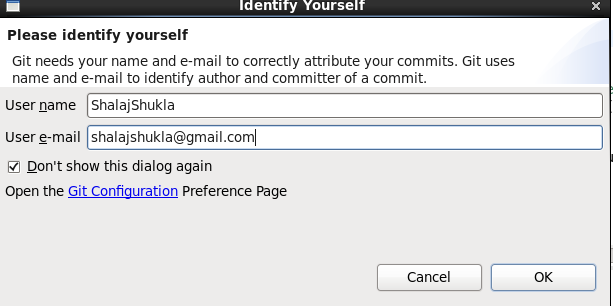 Identify Yourself
Please identify yourself
Git needs your name and e-mail to correctly attribute your commits. Git uses
name and e-mail to identify author and committer of a commit.
User name ShalajShukla
User e-mail shalajshukla@gmail.com
Don't show this dialog again
Open the Git Configuration Preference Page
Cancel OK